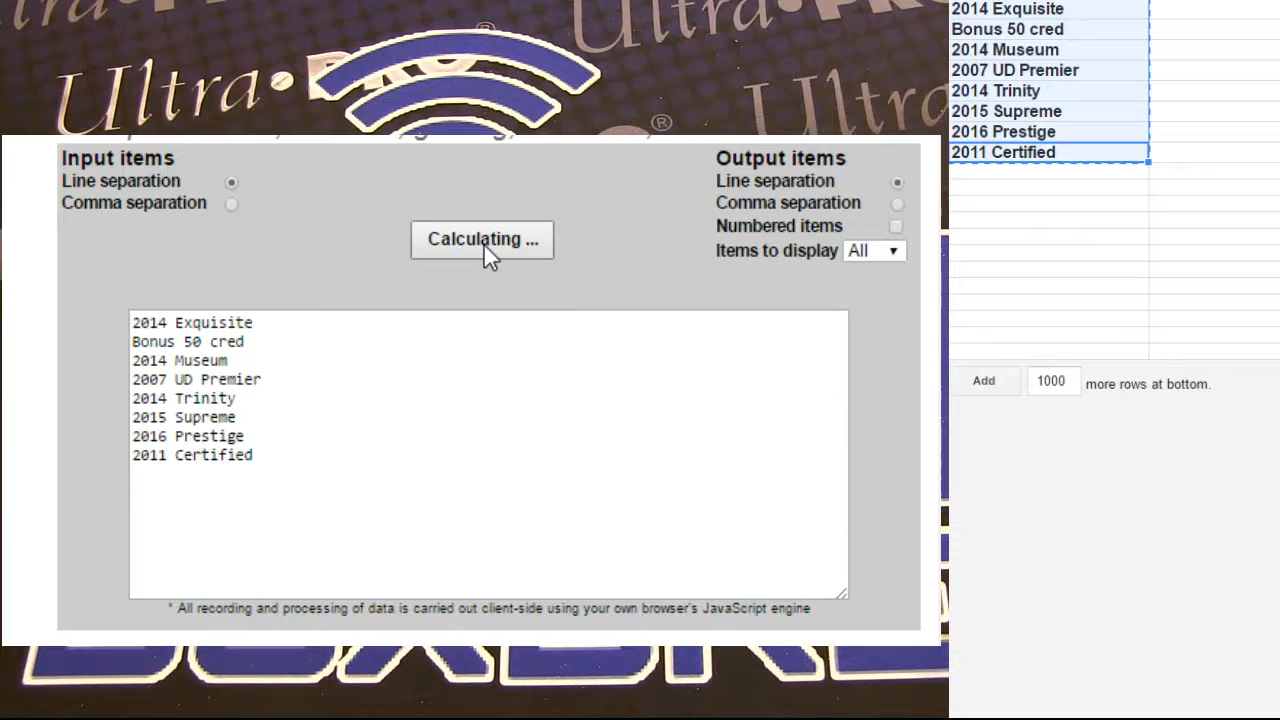 Ultra PRO
Ultra PRO
®
®
Input items
Line separation
Comma separation
Calculating ...
Output items
Line separation
Comma separation
Numbered items
Items to display All
2014 Exquisite
Bonus 50 cred
2014 Museum
2007 UD Premier
2014 Trinity
2015 Supreme
2016 Prestige
2011 Certified
* All recording and processing of data is carried out client-side using your own browser's JavaScript engine
2014 Exquisite
Bonus 50 cred
2014 Museum
2007 UD Premier
2014 Trinity
2015 Supreme
2016 Prestige
2011 Certified
Add 1000 more rows at bottom.